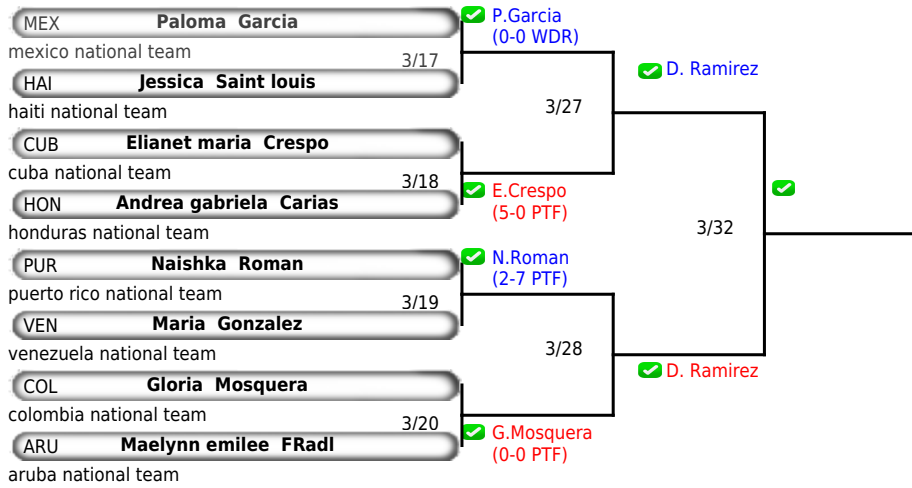 MEX Paloma Garcia
mexico national team
3/17
HAI Jessica Saint louis
haiti national team
CUB Elianet maria Crespo
cuba national team
3/18
HON Andrea gabriela Carias
honduras national team
PUR Naishka Roman
puerto rico national team
3/19
VEN Maria Gonzalez
venezuela national team
COL Gloria Mosquera
colombia national team
3/20
ARU Maelynn emilee FRadl
aruba national team
P.Garcia
(0-0 WDR)
3/27
E.Crespo
(5-0 PTF)
N.Roman
(2-7 PTF)
3/28
G.Mosquera
(0-0 PTF)
D. Ramirez
3/32
D. Ramirez